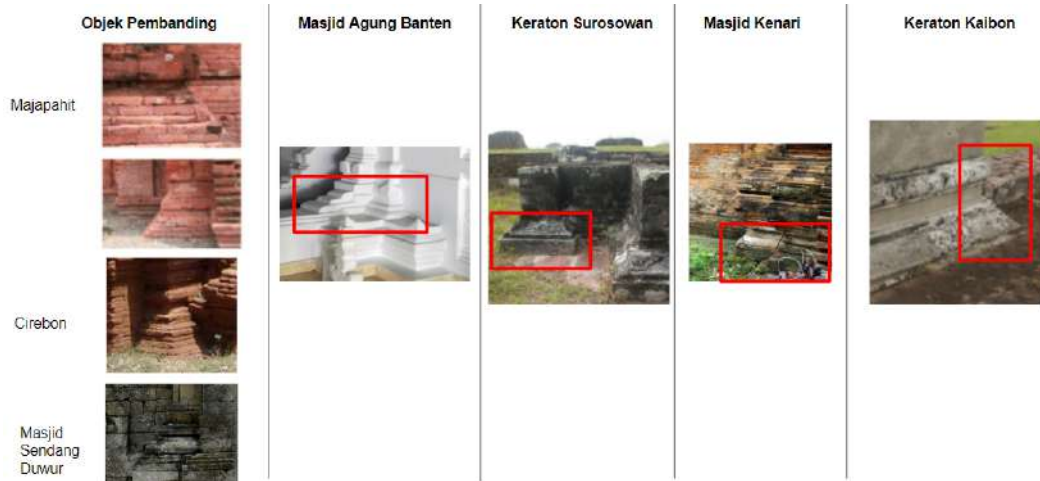 Objek Pembanding
Masjid Agung Banten
Keraton Surosowan
Masjid Kenari
Keraton Kaibon
Majapahit
Cirebon
Masjid
Sendang
Duwur